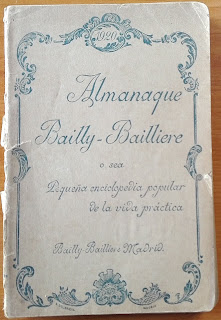 1920
Almanaque
Bailly-Bailliere
o sea
Pequeña enciclopedia popular
de la vida práctica
Bailly-Bailliere Madrid.